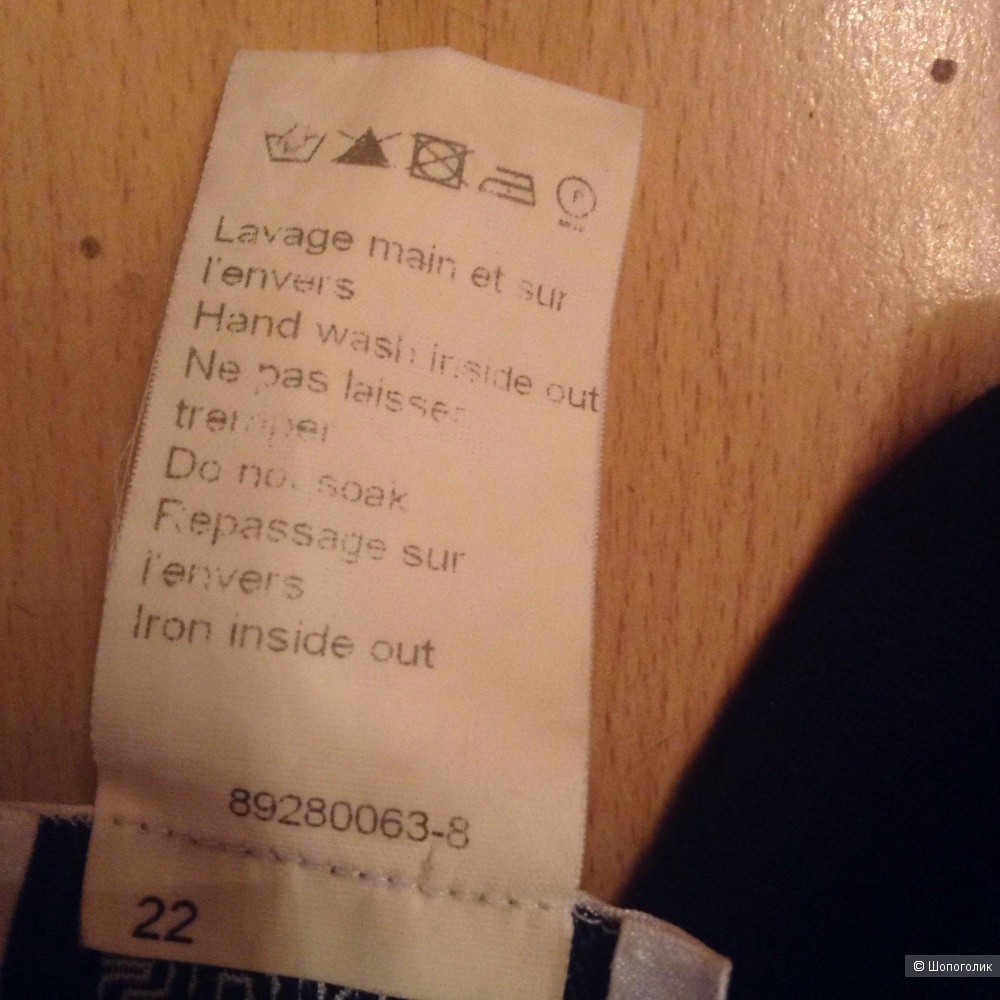 P
Lavage main et sur
l'envers
Hand wash inside out
Ne pas laisser
tremper
Do not soak
Repassage sur
l'envers
Iron inside out
89280063-8
22
© Шопоголик